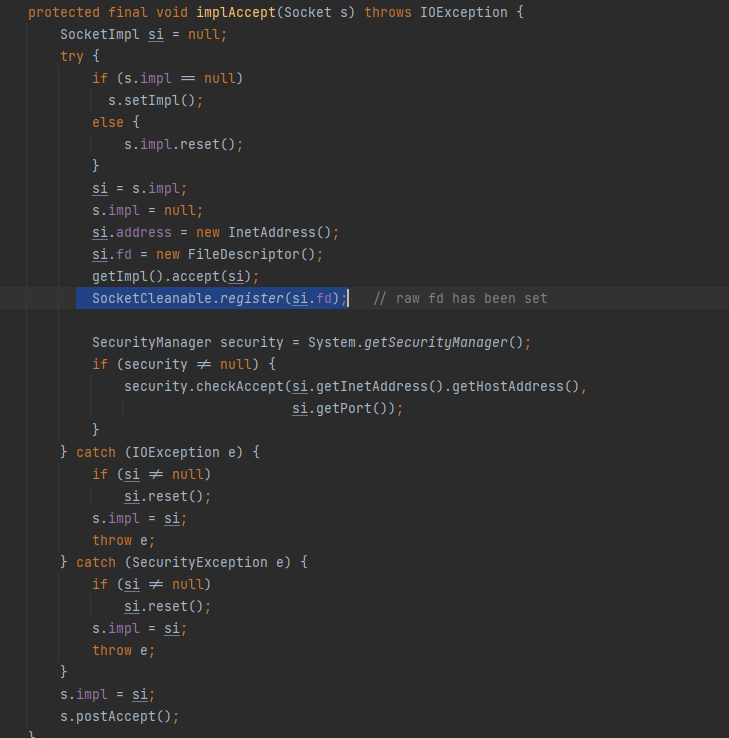 protected final void implAccept(Socket s) throws IOException {
    SocketImpl si = null;
    try {
        if (s.impl == null)
          s.setImpl();
        else {
            s.impl.reset();
        }
        si = s.impl;
        s.impl = null;
        si.address = new InetAddress();
        si.fd = new FileDescriptor();
        getImpl().accept(si);
        SocketCleanable.register(si.fd);   // raw fd has been set
        SecurityManager security = System.getSecurityManager();
        if (security != null) {
            security.checkAccept(si.getInetAddress().getHostAddress(),
                                 si.getPort());
        }
    } catch (IOException e) {
        if (si != null)
            si.reset();
        s.impl = si;
        throw e;
    } catch (SecurityException e) {
        if (si != null)
            si.reset();
        s.impl = si;
        throw e;
    }
    s.impl = si;
    s.postAccept();
}